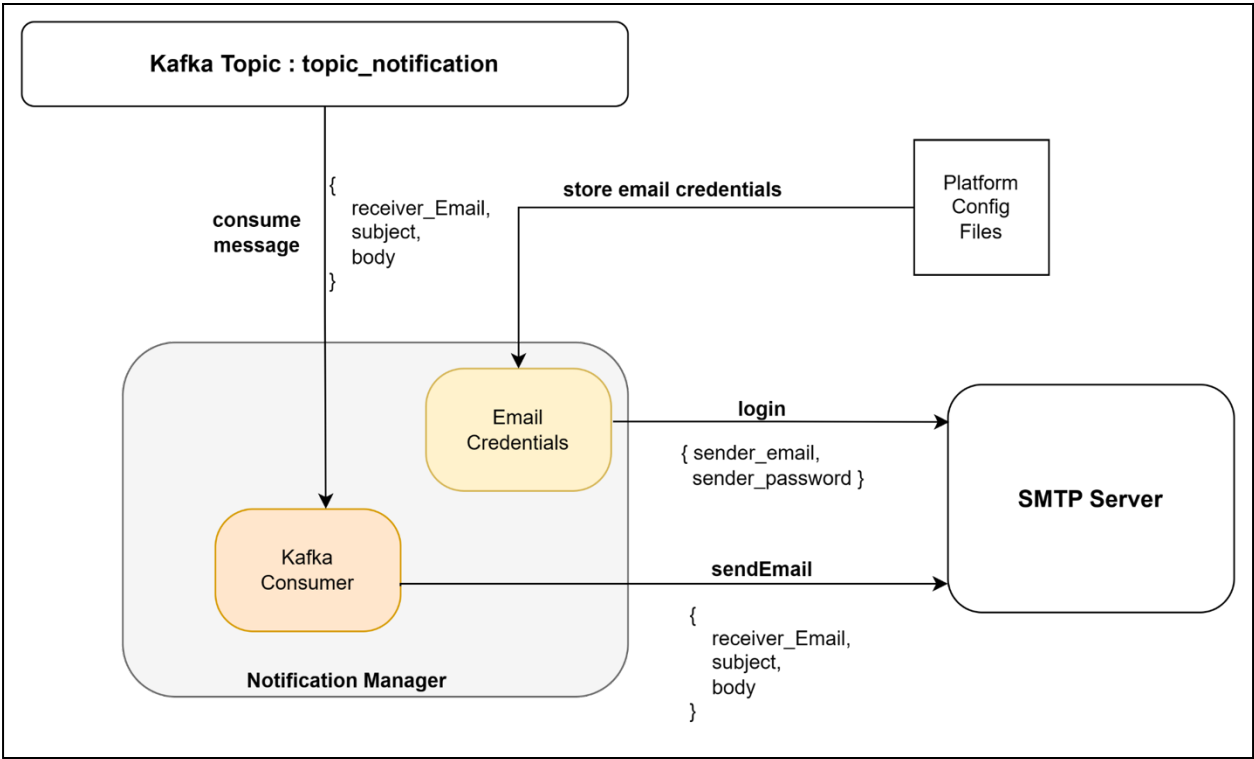 Kafka Topic : topic_notification
consume
message
{
receiver_Email,
subject,
body
}
store email credentials
Platform
Config
Files
Email
Credentials
login
{ sender_email,
sender_password }
SMTP Server
Kafka
Consumer
sendEmail
{
receiver_Email,
subject,
body
}
Notification Manager